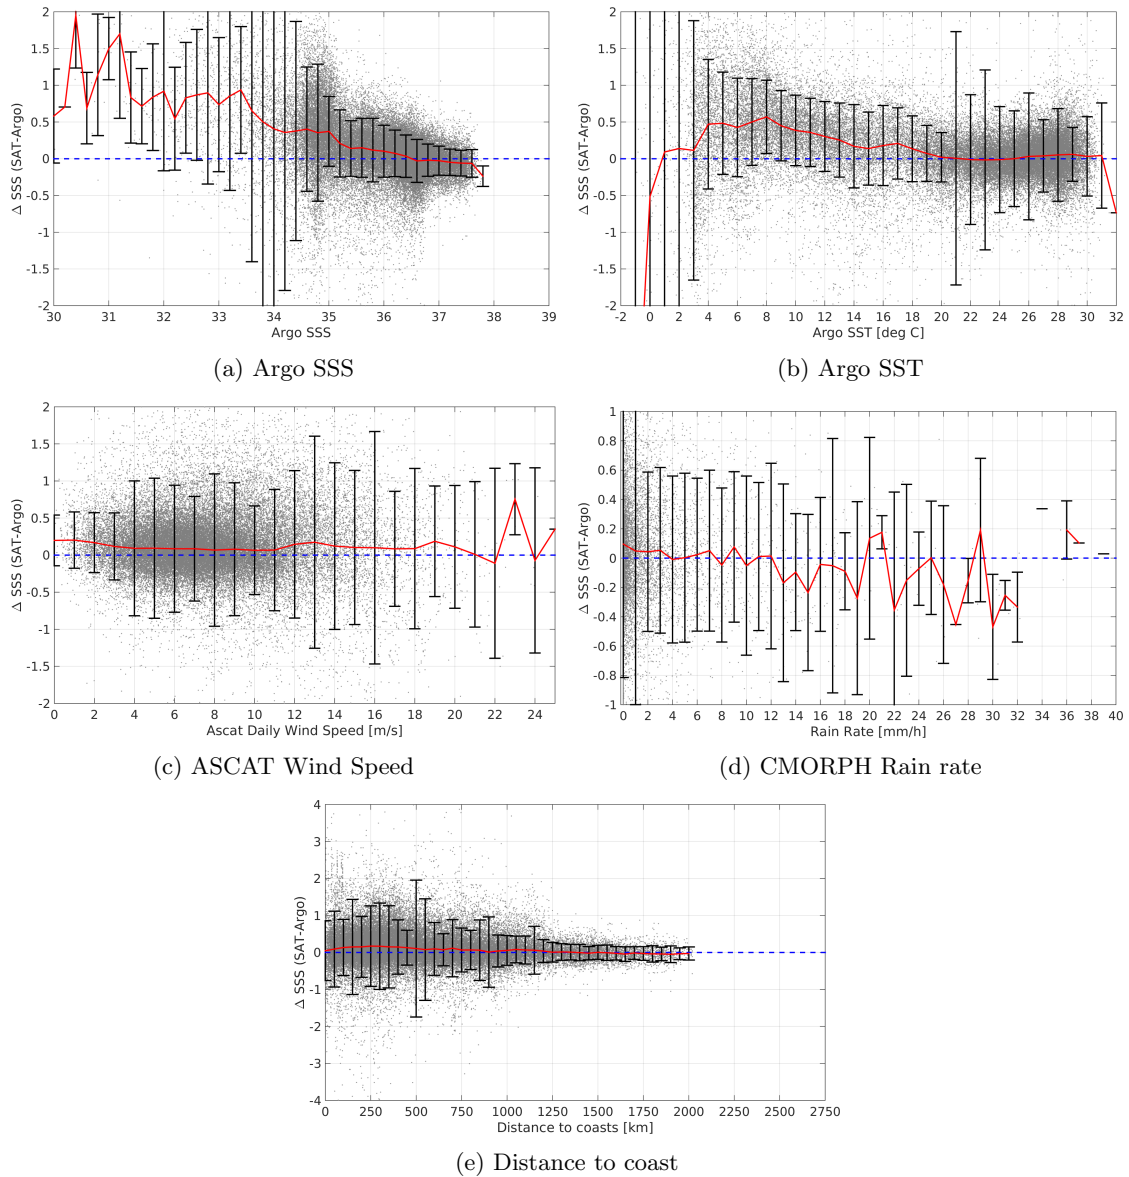 2
1.5
1
0.5
0
-0.5
-1
-1.5
-2
30 31 32 33 34 35 36 37 38 39
Argo SSS
Δ SSS (SAT-Argo)
(a) Argo SSS
2
1.5
1
0.5
0
-0.5
-1
-1.5
-2
-2 0 2 4 6 8 10 12 14 16 18 20 22 24 26 28 30 32
Argo SST [deg C]
Δ SSS (SAT-Argo)
(b) Argo SST
2
1.5
1
0.5
0
-0.5
-1
-1.5
-2
0 2 4 6 8 10 12 14 16 18 20 22 24
Ascat Daily Wind Speed [m/s]
Δ SSS (SAT-Argo)
(c) ASCAT Wind Speed
1
0.8
0.6
0.4
0.2
0
-0.2
-0.4
-0.6
-0.8
-1
0 2 4 6 8 10 12 14 16 18 20 22 24 26 28 30 32 34 36 38 40
Rain Rate [mm/h]
Δ SSS (SAT-Argo)
(d) CMORPH Rain rate
4
3
2
1
0
-1
-2
-3
-4
0 250 500 750 1000 1250 1500 1750 2000 2250 2500 2750
Distance to coasts [km]
Δ SSS (SAT-Argo)
(e) Distance to coast